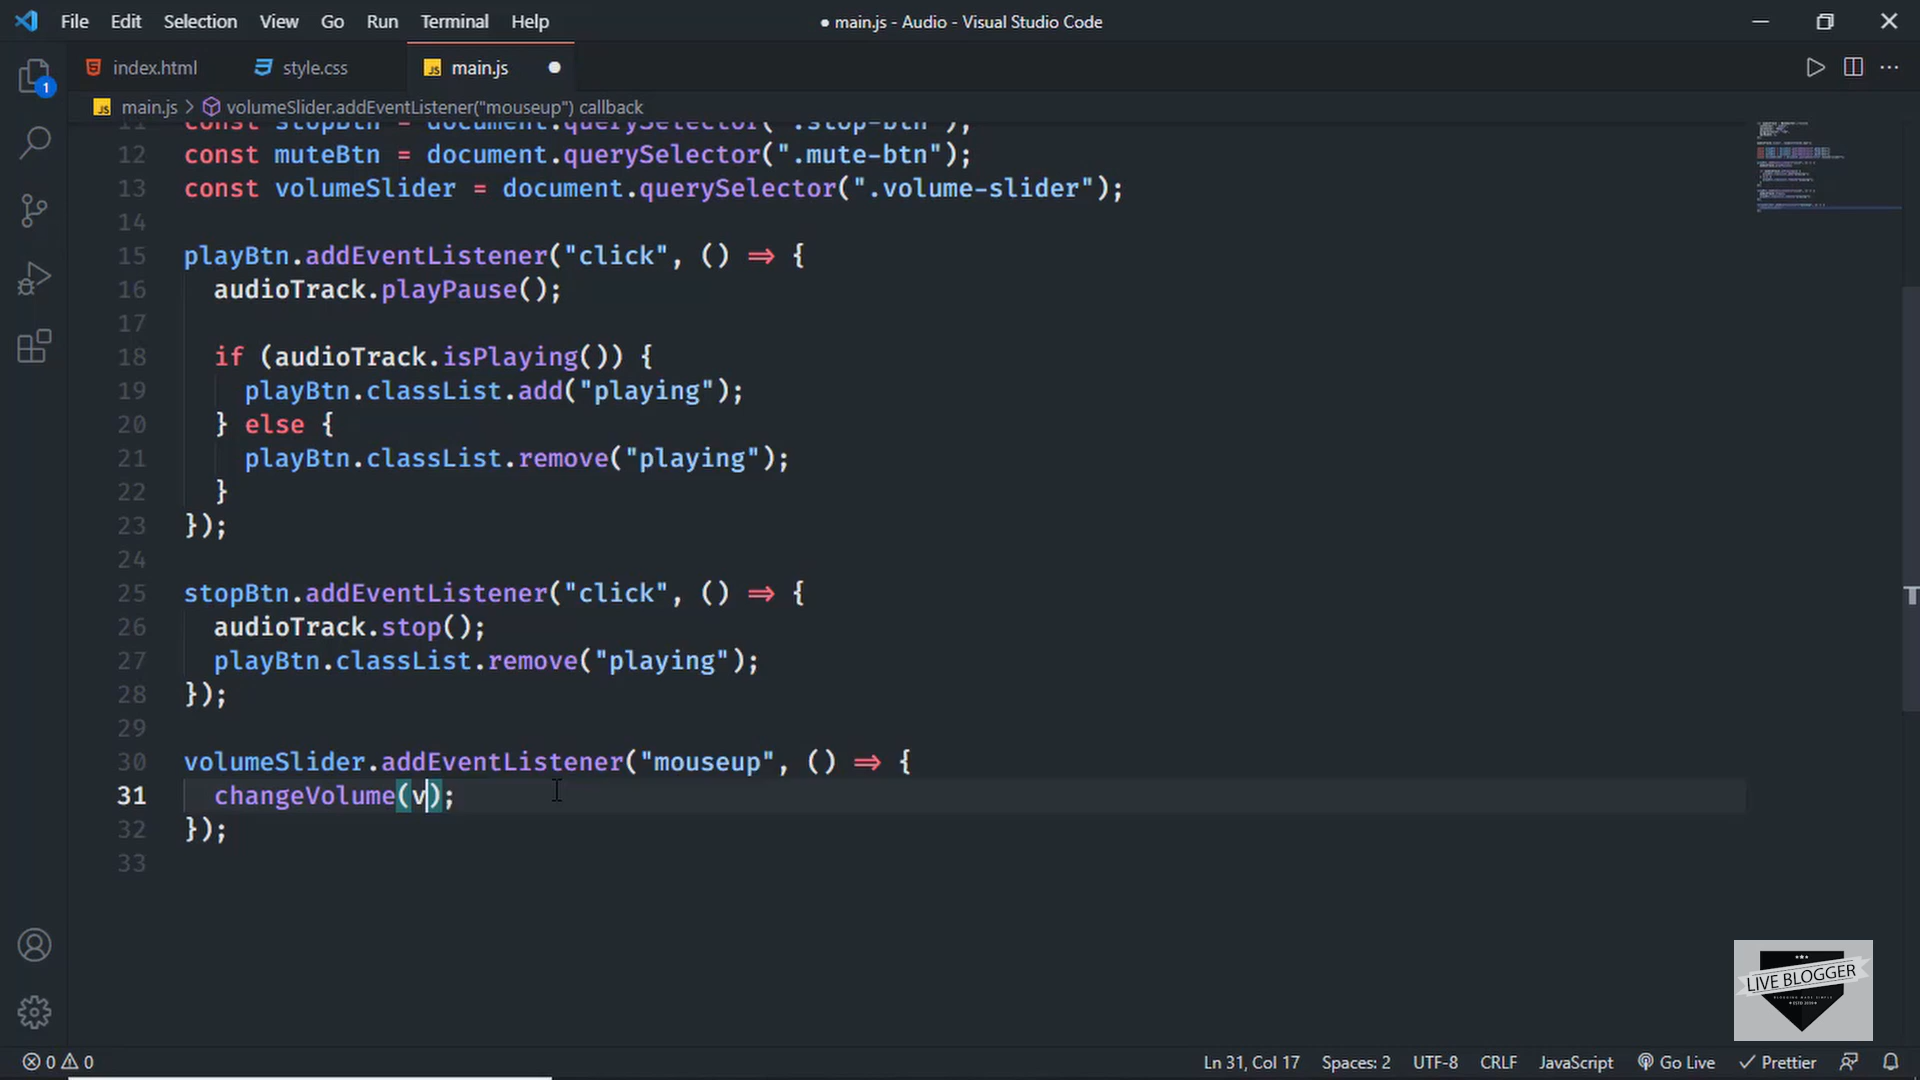 File Edit Selection View Go Run Terminal Help
● main.js - Audio - Visual Studio Code
1
index.html style.css JS main.js
JS main.js > volumeSlider.addEventListener("mouseup") callback
11 const stopBtn = document.querySelector(".stop-btn");
12 const muteBtn = document.querySelector(".mute-btn");
13 const volumeSlider = document.querySelector(".volume-slider");
14
15 playBtn.addEventListener("click", () => {
16 audioTrack.playPause();
17
18 if (audioTrack.isPlaying()) {
19 playBtn.classList.add("playing");
20 } else {
21 playBtn.classList.remove("playing");
22 }
23 });
24
25 stopBtn.addEventListener("click", () => {
26 audioTrack.stop();
27 playBtn.classList.remove("playing");
28 });
29
30 volumeSlider.addEventListener("mouseup", () => {
31 changeVolume(v);
32 });
33
LIVE BLOGGER
0 0 Ln 31, Col 17 Spaces: 2 UTF-8 CRLF JavaScript Go Live Prettier